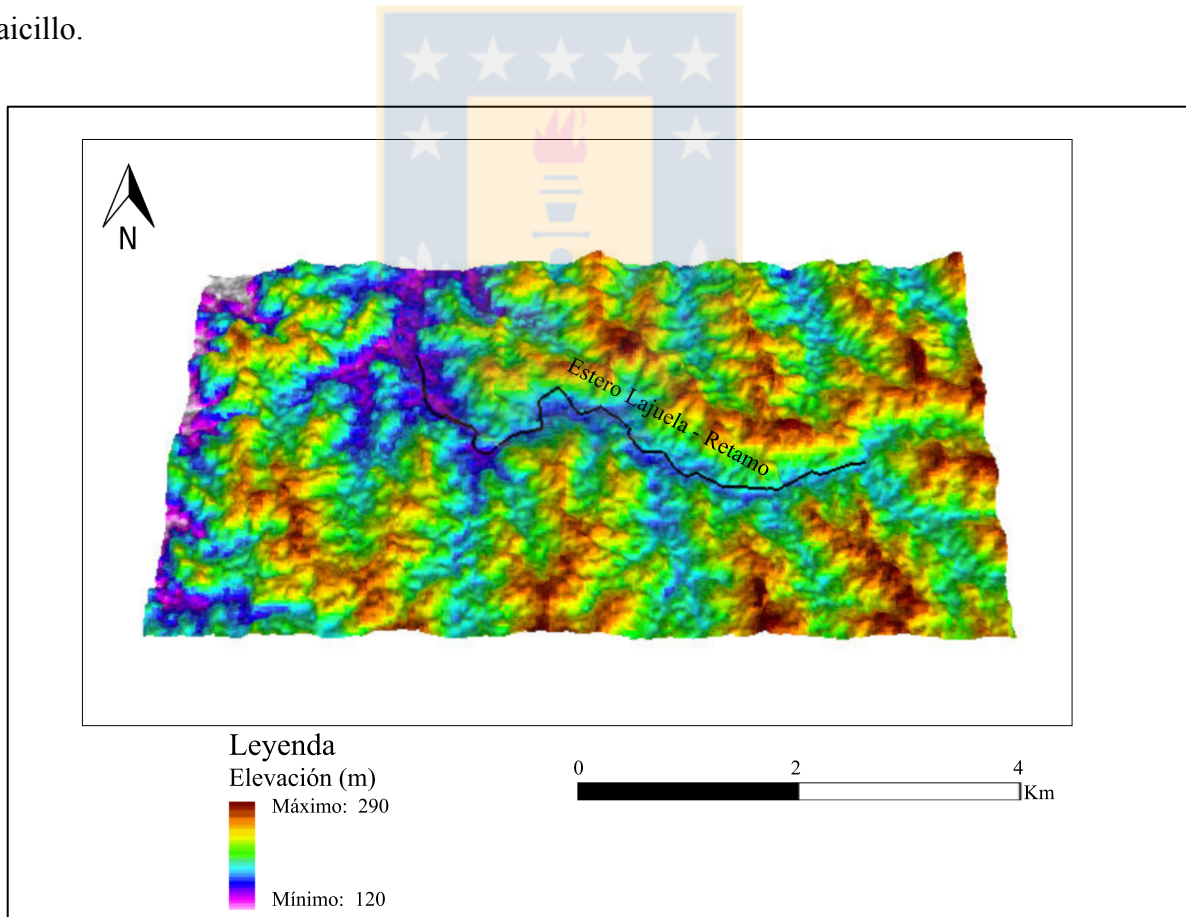 aicillo.
N
Estero Lajuela - Retamo
Leyenda
Elevación (m)
Máximo: 290
Mínimo: 120
0 2 4
Km